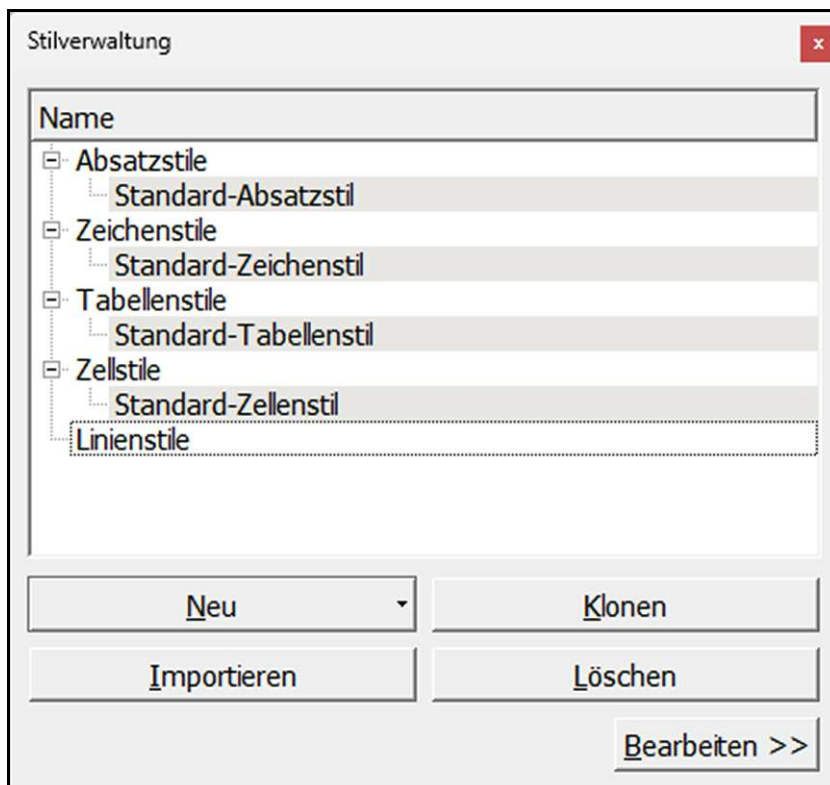 Stilverwaltung
x
Name
Absatzstile
Standard-Absatzstil
Zeichenstile
Standard-Zeichenstil
Tabellenstile
Standard-Tabellenstil
Zellstile
Standard-Zellenstil
Linienstile
Neu Klonen
Importieren Löschen
Bearbeiten >>